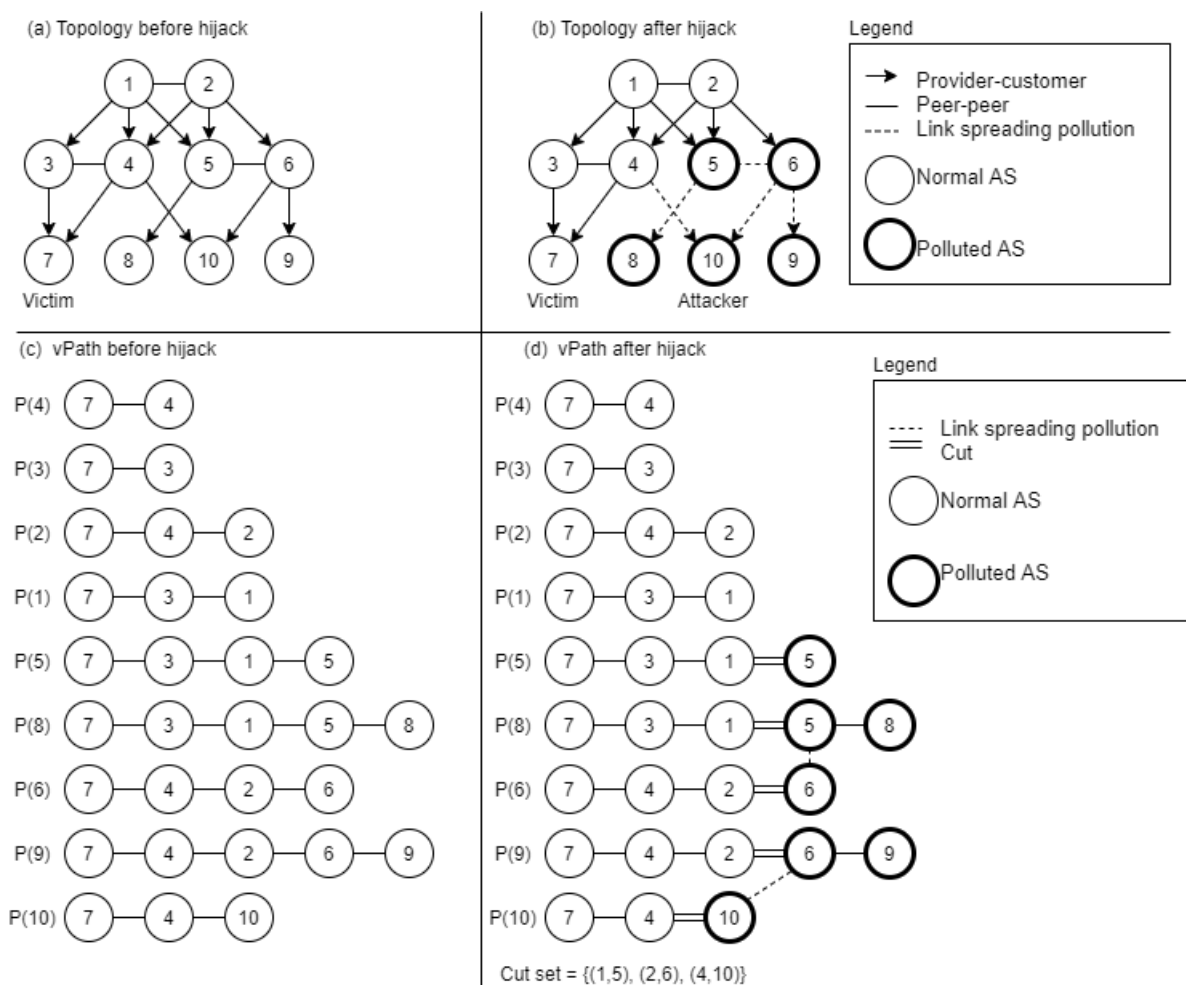 (a) Topology before hijack
1 2
3 4 5 6
7 8 10 9
Victim
(b) Topology after hijack
1 2
3 4 5 6
7 8 10 9
Victim Attacker
Legend
Provider-customer
Peer-peer
Link spreading pollution
Normal AS
Polluted AS
(c) vPath before hijack
P(4) 7 4
P(3) 7 3
P(2) 7 4 2
P(1) 7 3 1
P(5) 7 3 1 5
P(8) 7 3 1 5 8
P(6) 7 4 2 6
P(9) 7 4 2 6 9
P(10) 7 4 10
(d) vPath after hijack
P(4) 7 4
P(3) 7 3
P(2) 7 4 2
P(1) 7 3 1
P(5) 7 3 1 5
P(8) 7 3 1 5 8
P(6) 7 4 2 6
P(9) 7 4 2 6 9
P(10) 7 4 10
Cut set = {(1,5), (2,6), (4,10)}
Legend
Link spreading pollution
Cut
Normal AS
Polluted AS